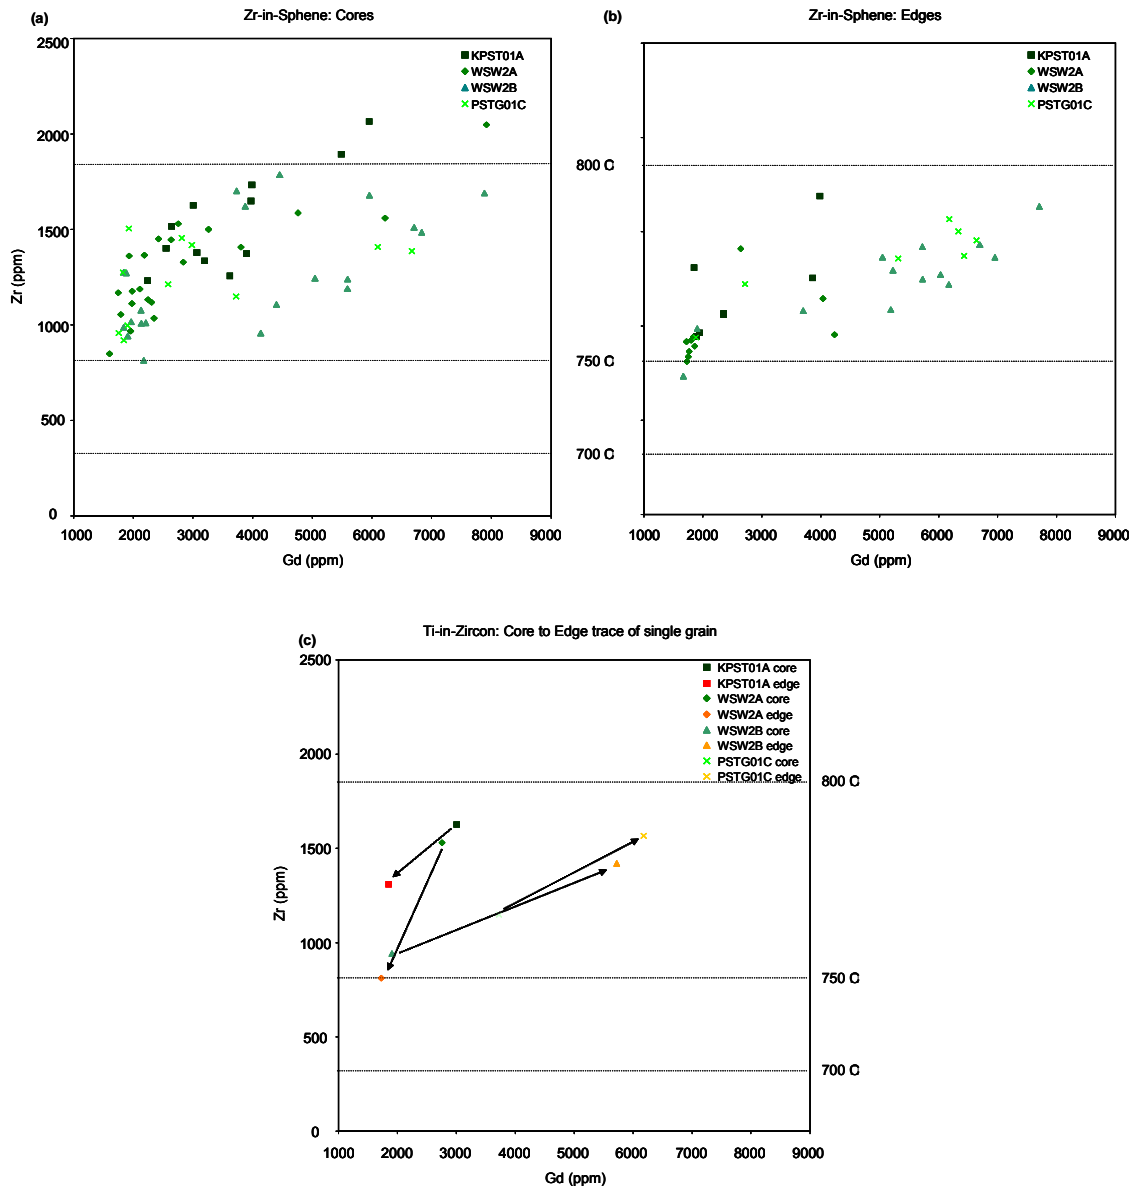 (a)
Zr-in-Sphene: Cores
2500
2000
1500
1000
500
0
Zr (ppm)
1000 2000 3000 4000 5000 6000 7000 8000 9000
Gd (ppm)
KPST01A
WSW2A
WSW2B
PSTG01C
(b)
Zr-in-Sphene: Edges
KPST01A
WSW2A
WSW2B
PSTG01C
800 C
750 C
700 C
1000 2000 3000 4000 5000 6000 7000 8000 9000
Gd (ppm)
(c)
Ti-in-Zircon: Core to Edge trace of single grain
2500
2000
1500
1000
500
0
Zr (ppm)
KPST01A core
KPST01A edge
WSW2A core
WSW2A edge
WSW2B core
WSW2B edge
PSTG01C core
PSTG01C edge
800 C
750 C
700 C
1000 2000 3000 4000 5000 6000 7000 8000 9000
Gd (ppm)